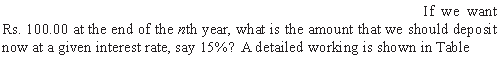 If we want
Rs. 100.00 at the end of the nth year, what is the amount that we should deposit
now at a given interest rate, say 15%? A detailed working is shown in Table